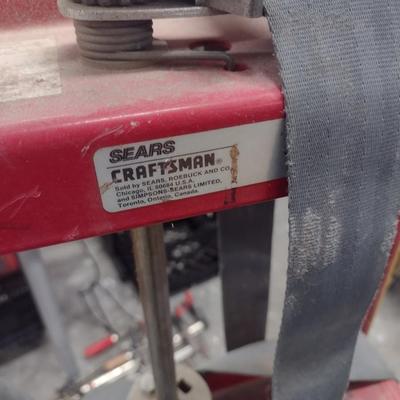 SEARS
CRAFTSMAN®
Sold by SEARS, ROEBUCK AND CO.
Chicago, IL 60684 U.S.A.
and SIMPSONS-SEARS LIMITED,
Toronto, Ontario, Canada.